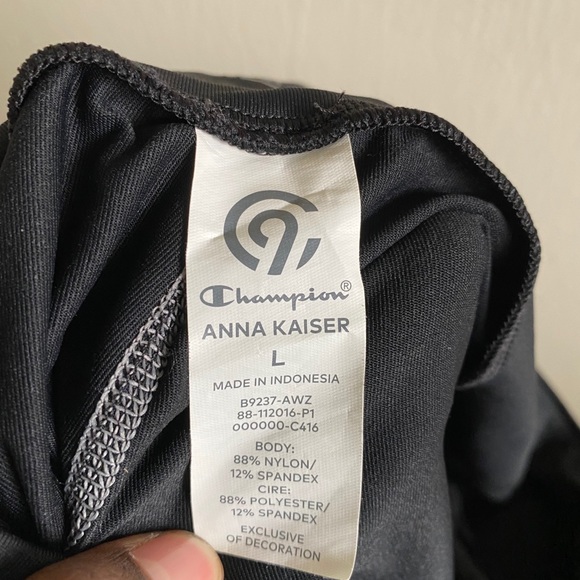 C9
Champion®
ANNA KAISER
L
MADE IN INDONESIA
B9237-AWZ
88-112016-P1
000000-C416
BODY:
88% NYLON/
12% SPANDEX
CIRE:
88% POLYESTER/
12% SPANDEX
EXCLUSIVE
OF DECORATION